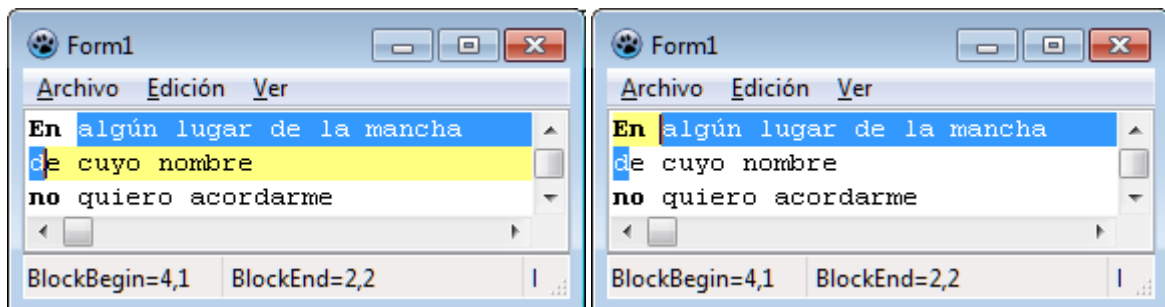 Form1
Archivo Edición Ver
En algún lugar de la mancha
de cuyo nombre
no quiero acordarme
BlockBegin=4,1 BlockEnd=2,2 I
Form1
Archivo Edición Ver
En algún lugar de la mancha
de cuyo nombre
no quiero acordarme
BlockBegin=4,1 BlockEnd=2,2 I